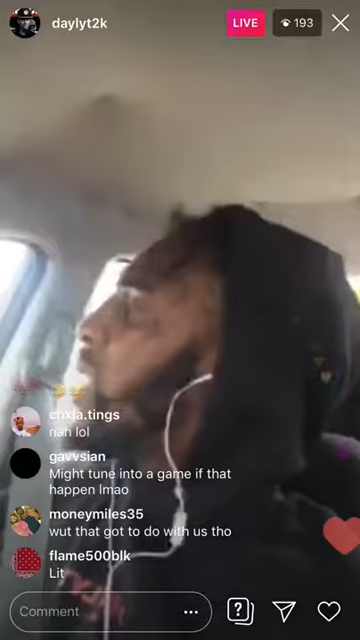 daylyt2k
LIVE
193
chxla.tings
nah lol
gavvsian
Might tune into a game if that
happen lmao
moneymiles35
wut that got to do with us tho
flame500blk
Lit
Comment